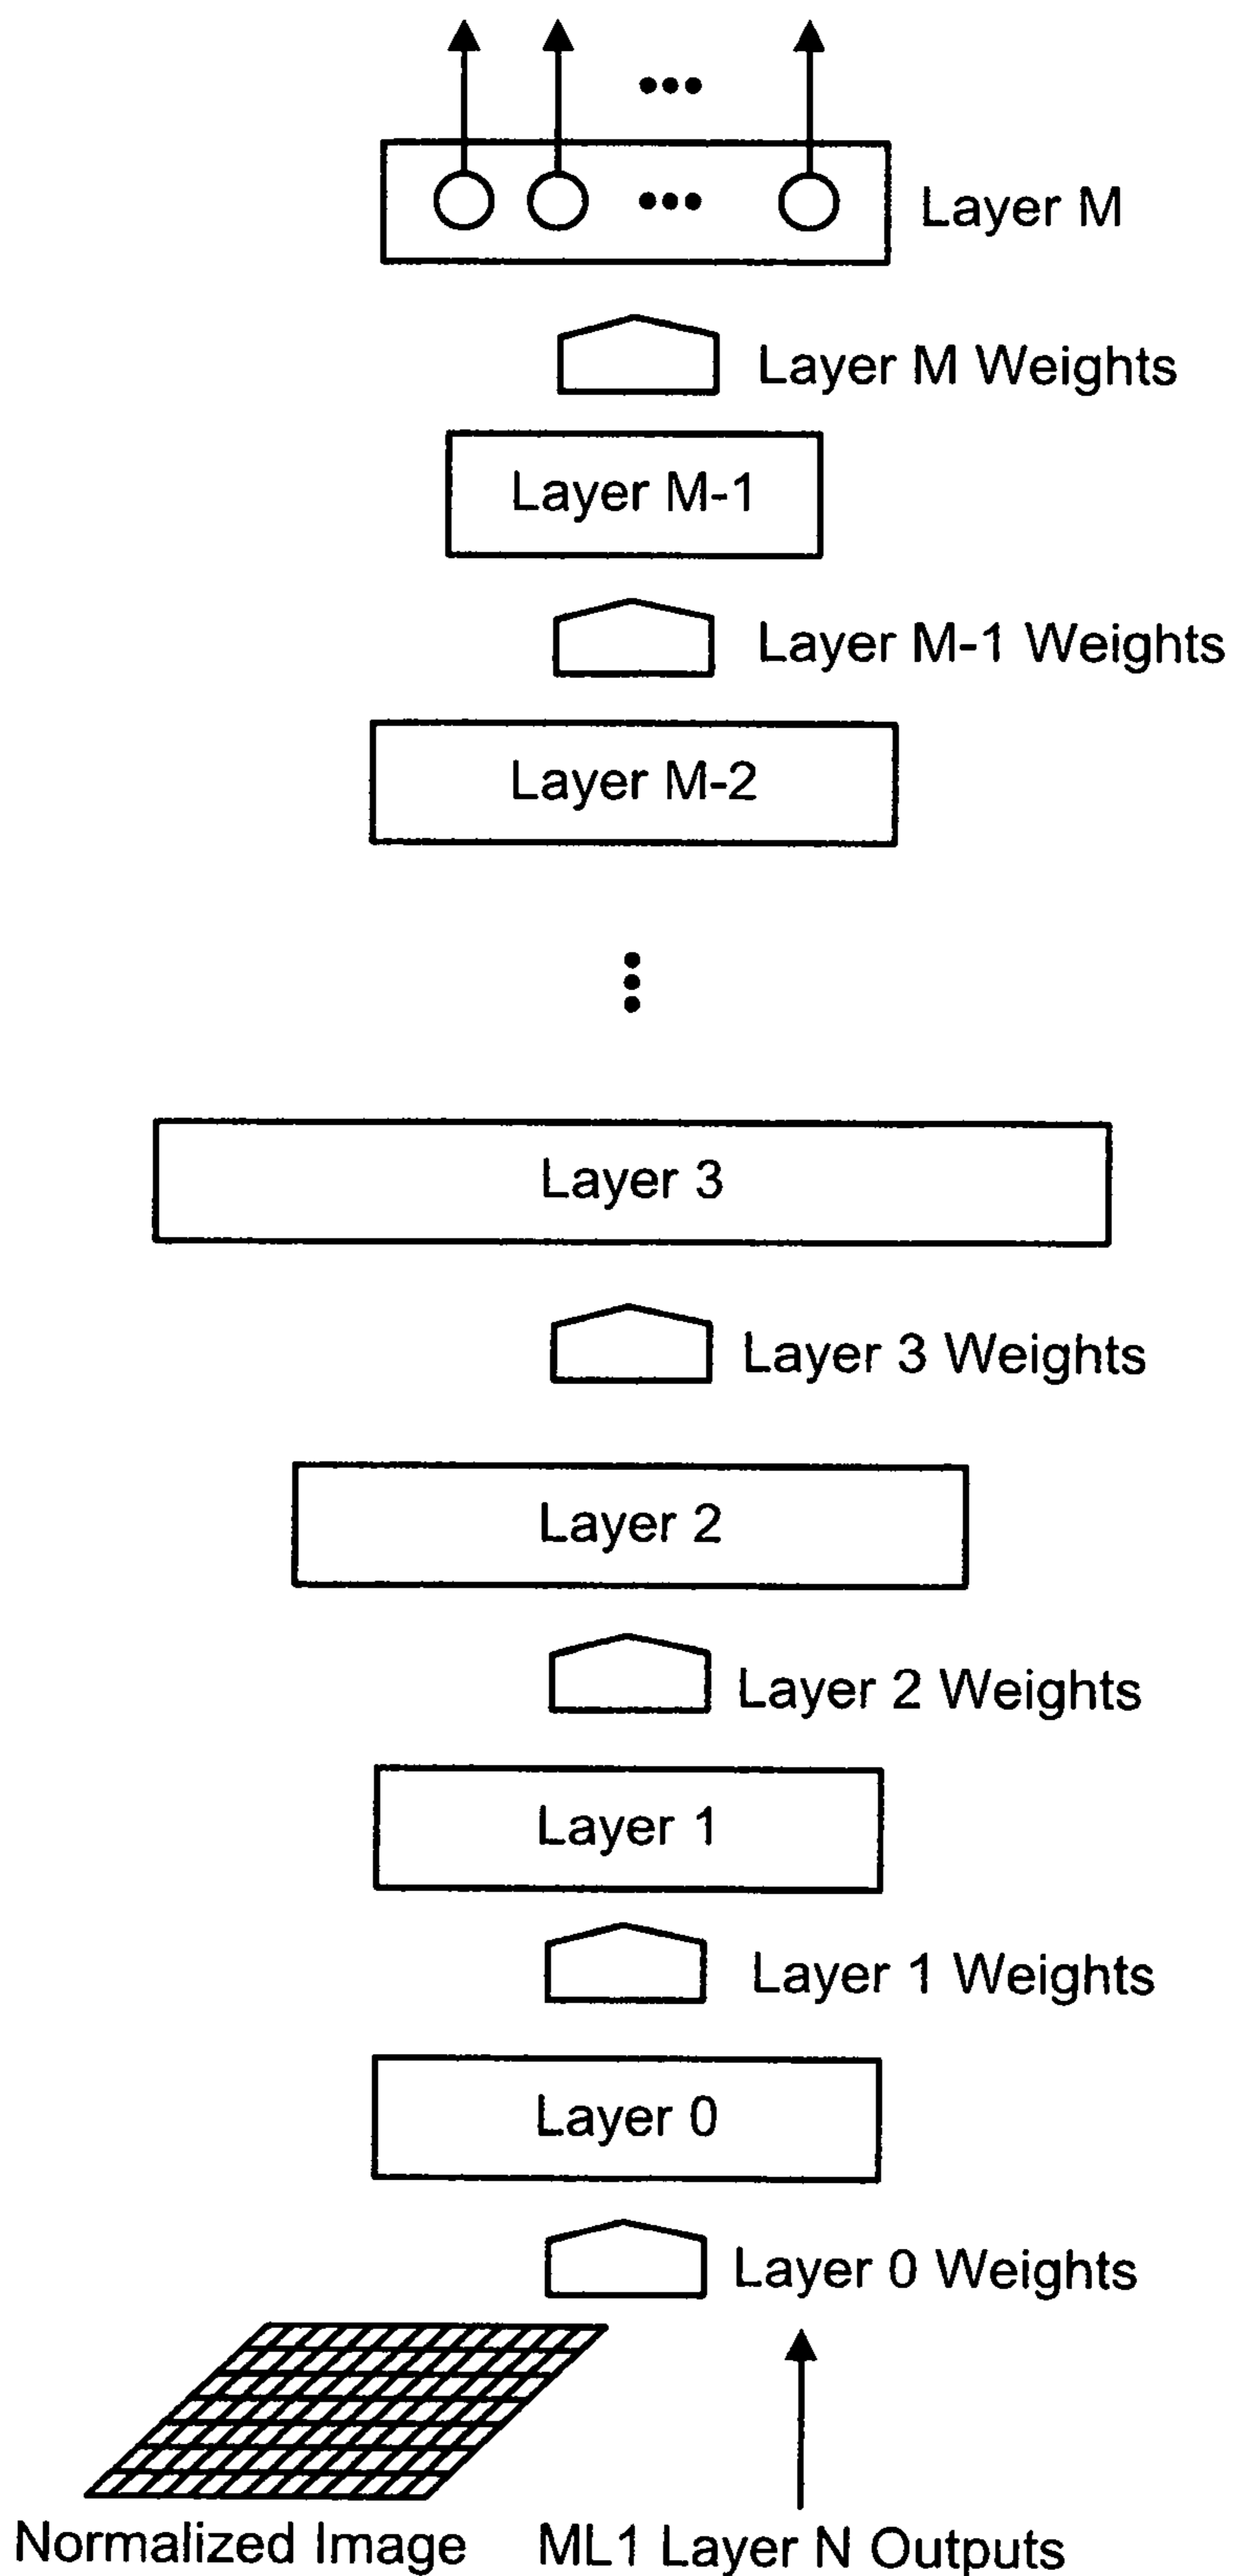 Layer M
Layer M Weights
Layer M-1
Layer M-1 Weights
Layer M-2
Layer 3
Layer 3 Weights
Layer 2
Layer 2 Weights
Layer 1
Layer 1 Weights
Layer 0
Layer 0 Weights
Normalized Image
ML1 Layer N Outputs